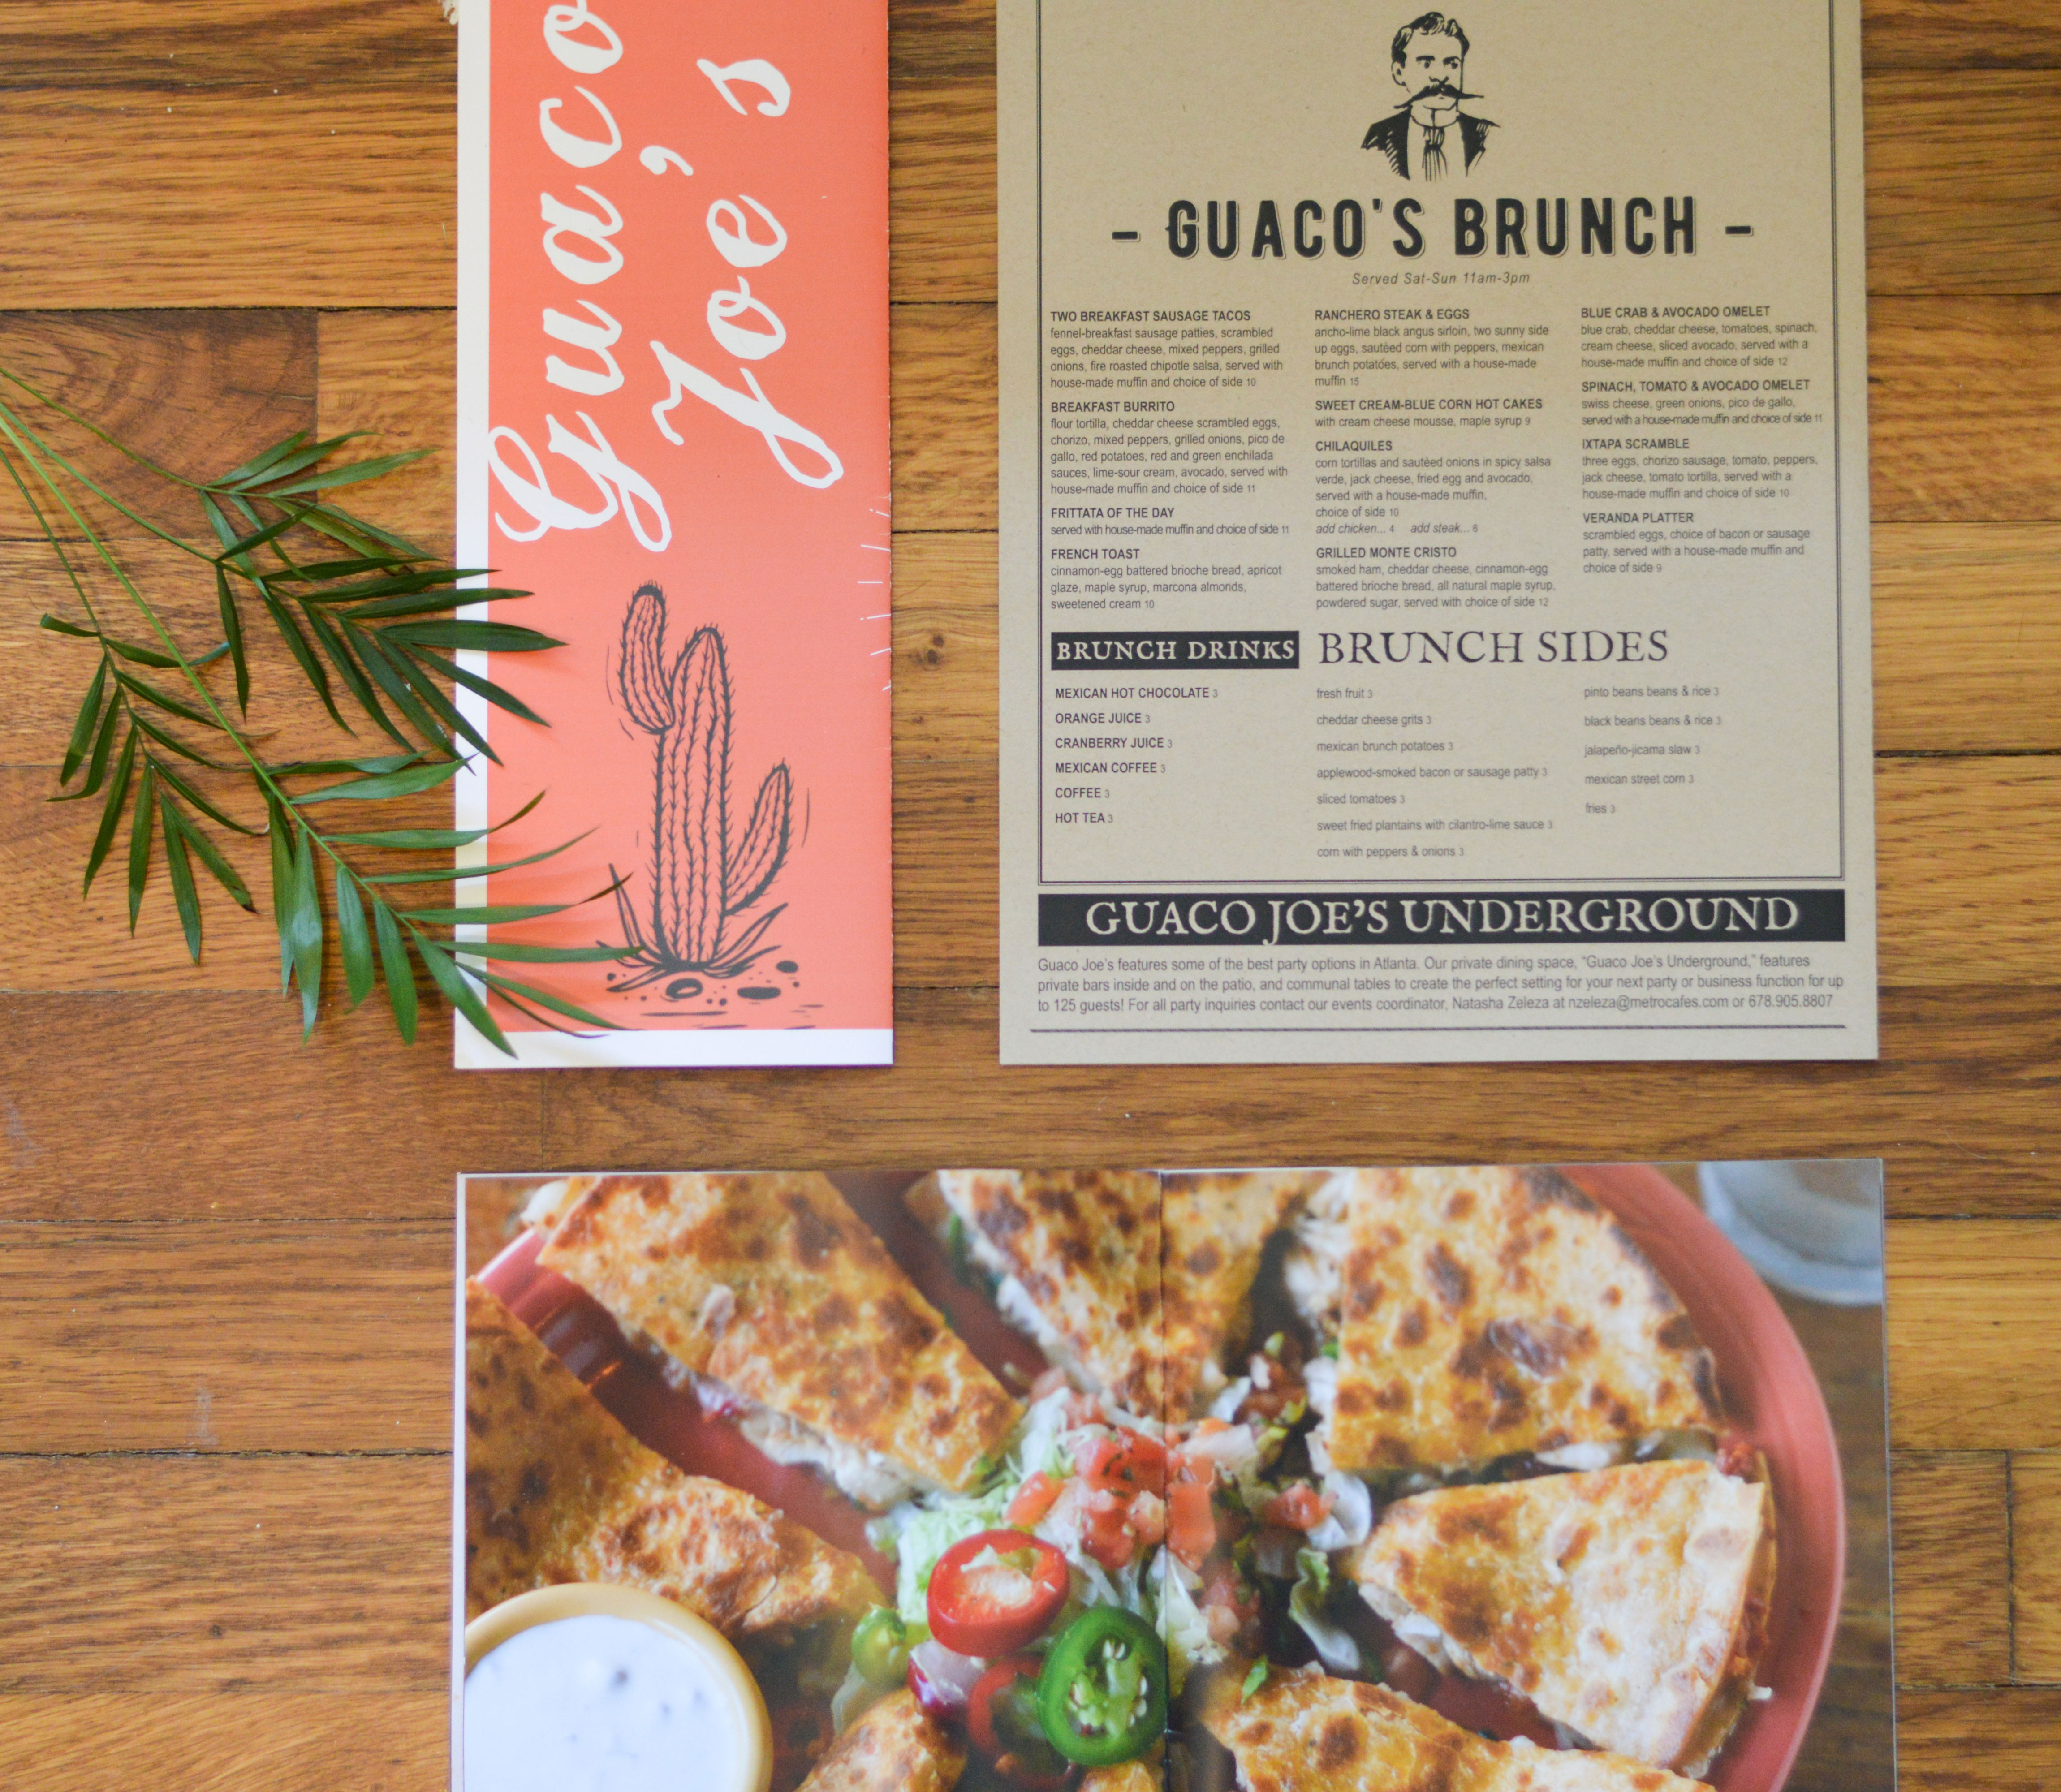 Guaco
Joe's
- GUACO'S BRUNCH -
Served Sat-Sun 11am-3pm
TWO BREAKFAST SAUSAGE TACOS
fennel-breakfast sausage patties, scrambled
eggs, cheddar cheese, mixed peppers, grilled
onions, fire roasted chipotle salsa, served with
house-made muffin and choice of side 10
BREAKFAST BURRITO
flour tortilla, cheddar cheese scrambled eggs,
chorizo, mixed peppers, grilled onions, pico de
gallo, red potatoes, red and green enchilada
sauces, lime-sour cream, avocado, served with
house-made muffin and choice of side 11
FRITTATA OF THE DAY
served with house-made muffin and choice of side 11
FRENCH TOAST
cinnamon-egg battered brioche bread, apricot
glaze, maple syrup, marcona almonds,
sweetened cream 10
RANCHERO STEAK & EGGS
ancho-lime black angus sirloin, two sunny side
up eggs, sautéed corn with peppers, mexican
brunch potatoes, served with a house-made
muffin 15
SWEET CREAM-BLUE CORN HOT CAKES
with cream cheese mousse, maple syrup 9
CHILAQUILES
corn tortillas and sautéed onions in spicy salsa
verde, jack cheese, fried egg and avocado,
served with a house-made muffin,
choice of side 10
add chicken... 4 add steak... 6
GRILLED MONTE CRISTO
smoked ham, cheddar cheese, cinnamon-egg
battered brioche bread, all natural maple syrup,
powdered sugar, served with choice of side 12
BLUE CRAB & AVOCADO OMELET
blue crab, cheddar cheese, tomatoes, spinach,
cream cheese, sliced avocado, served with a
house-made muffin and choice of side 12
SPINACH, TOMATO & AVOCADO OMELET
swiss cheese, green onions, pico de gallo,
served with a house-made muffin and choice of side 11
IXTAPA SCRAMBLE
three eggs, chorizo sausage, tomato, peppers,
jack cheese, tomato tortilla, served with a
house-made muffin and choice of side 10
VERANDA PLATTER
scrambled eggs, choice of bacon or sausage
patty, served with a house-made muffin and
choice of side 9
BRUNCH DRINKS
MEXICAN HOT CHOCOLATE 3
ORANGE JUICE 3
CRANBERRY JUICE 3
MEXICAN COFFEE 3
COFFEE 3
HOT TEA 3
BRUNCH SIDES
fresh fruit 3
cheddar cheese grits 3
mexican brunch potatoes 3
applewood-smoked bacon or sausage patty 3
sliced tomatoes 3
sweet fried plantains with cilantro-lime sauce 3
corn with peppers & onions 3
pinto beans beans & rice 3
black beans beans & rice 3
jalapeño-jicama slaw 3
mexican street corn 3
fries 3
GUACO JOE'S UNDERGROUND
Guaco Joe's features some of the best party options in Atlanta. Our private dining space, "Guaco Joe's Underground," features
private bars inside and on the patio, and communal tables to create the perfect setting for your next party or business function for up
to 125 guests! For all party inquiries contact our events coordinator, Natasha Zeleza at nzeleza@metrocafes.com or 678.905.8807